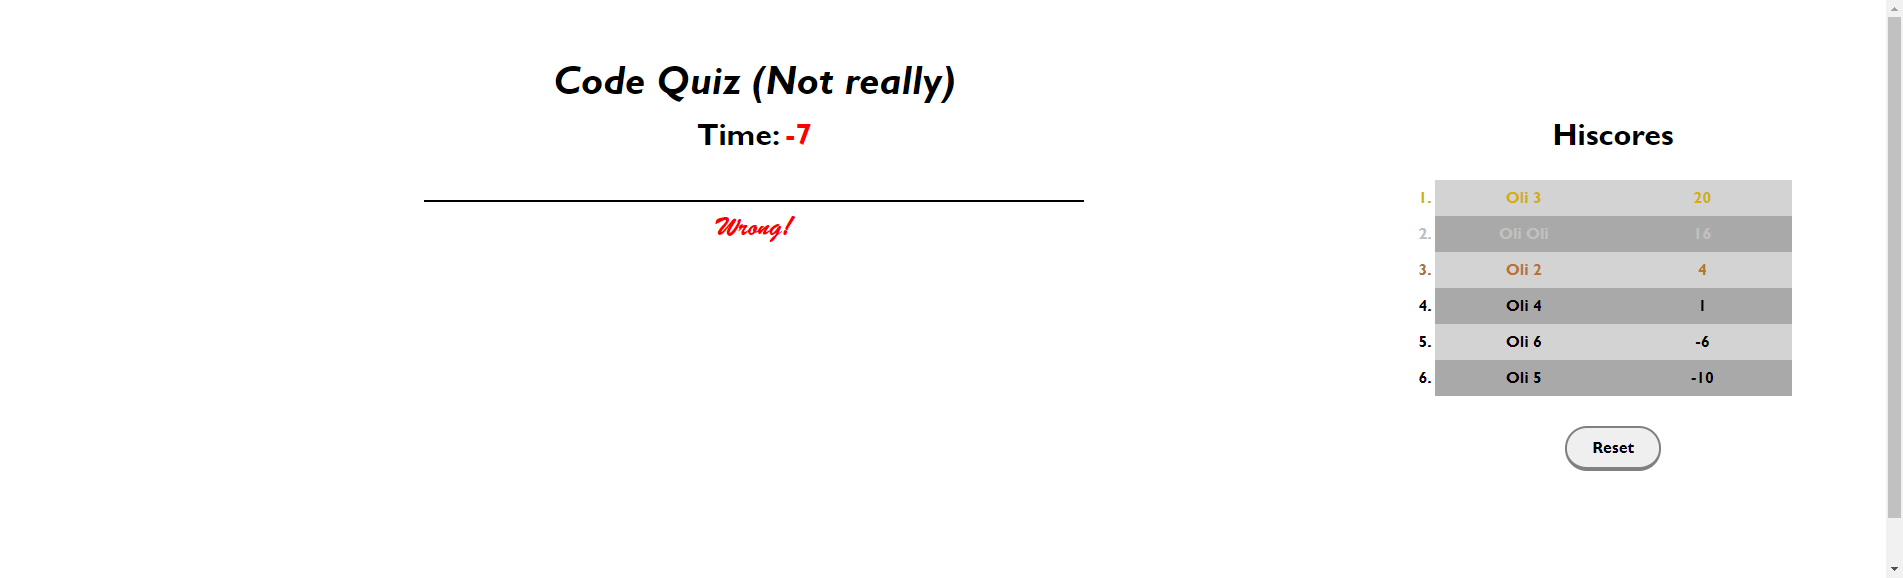 Code Quiz (Not really)
Time: -7
Wrong!
Hiscores
1. Oli 3 20
2. Oli Oli 16
3. Oli 2 4
4. Oli 4 1
5. Oli 6 -6
6. Oli 5 -10
Reset